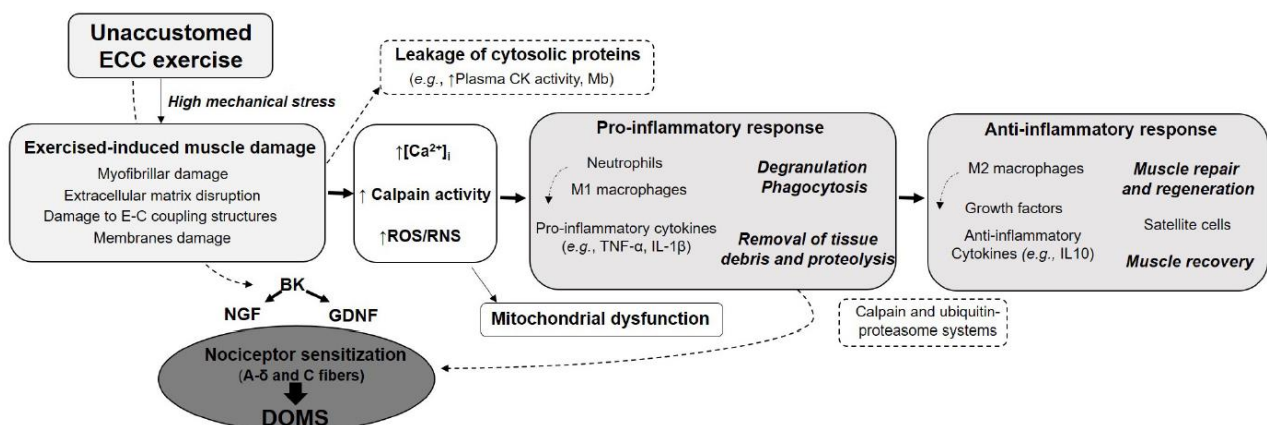 Unaccustomed
ECC exercise
High mechanical stress
Leakage of cytosolic proteins
(e.g., ↑Plasma CK activity, Mb)
Exercised-induced muscle damage
Myofibrillar damage
Extracellular matrix disruption
Damage to E-C coupling structures
Membranes damage
↑[Ca²⁺]i
↑ Calpain activity
↑ROS/RNS
Pro-inflammatory response
Neutrophils
M1 macrophages
Pro-inflammatory cytokines
(e.g., TNF-α, IL-1β)
Degranulation
Phagocytosis
Removal of tissue
debris and proteolysis
Anti-inflammatory response
M2 macrophages
Growth factors
Anti-inflammatory
Cytokines (e.g., IL10)
Muscle repair
and regeneration
Satellite cells
Muscle recovery
BK
NGF
GDNF
Mitochondrial dysfunction
Calpain and ubiquitin-
proteasome systems
Nociceptor sensitization
(A-δ and C fibers)
DOMS